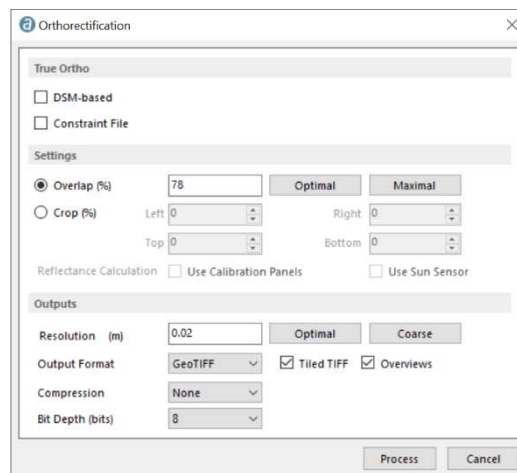 Orthorectification
True Ortho
DSM-based
Constraint File
Settings
Overlap (%) 78 Optimal Maximal
Crop (%) Left 0 Right 0
Top 0 Bottom 0
Reflectance Calculation Use Calibration Panels Use Sun Sensor
Outputs
Resolution (m) 0.02 Optimal Coarse
Output Format GeoTIFF Tiled TIFF Overviews
Compression None
Bit Depth (bits) 8
Process Cancel